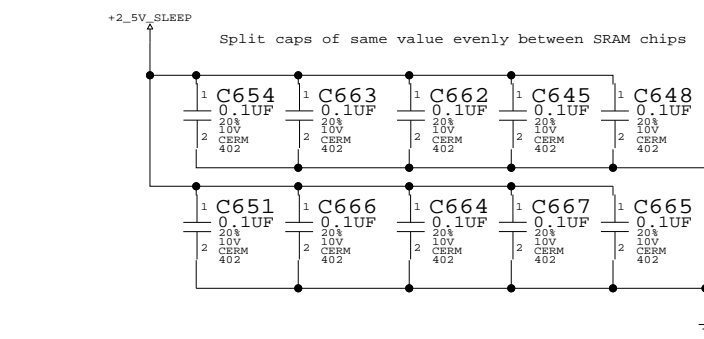 +2_5V_SLEEP
Split caps of same value evenly between SRAM chips
1 C654
0.1UF
20%
10V
2 CERM
402
1 C663
0.1UF
20%
10V
2 CERM
402
1 C662
0.1UF
20%
10V
2 CERM
402
1 C645
0.1UF
20%
10V
2 CERM
402
1 C648
0.1UF
20%
10V
2 CERM
402
1 C651
0.1UF
20%
10V
2 CERM
402
1 C666
0.1UF
20%
10V
2 CERM
402
1 C664
0.1UF
20%
10V
2 CERM
402
1 C667
0.1UF
20%
10V
2 CERM
402
1 C665
0.1UF
20%
10V
2 CERM
402